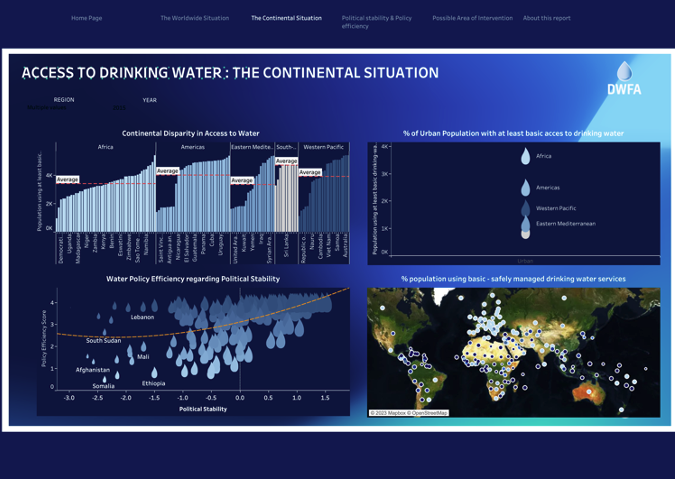 Home Page
The Worldwide Situation
The Continental Situation
Political stability & Policy
efficiency
Possible Area of Intervention
About this report
ACCESS TO DRINKING WATER: THE CONTINENTAL SITUATION
DWFA
REGION
YEAR
Continental Disparity in Access to Water
Population using at least basic..
Africa
Americas
Eastern Medite..
South-..
Western Pacific
4K
2K
0K
Average
Average
Average
Average
Average
Democrati..
Uganda
Madagascar
Niger
Zambia
Kenya
Benin
Eswatini
Zimbabwe
Sao Tome ..
Namibia
Saint Vinc..
Antigua an..
Nicaragua
El Salvador
Guatemala
Panama
Cuba
Uruguay
United Ara..
Kuwait
Yemen
Iraq
Syrian Ara..
Sri Lanka
Republic o..
Nauru
Cambodia
Viet Nam
Samoa
Australia
% of Urban Population with at least basic acces to drinking water
Population using at least basic drinking wa..
4K
3K
2K
1K
0K
Africa
Americas
Western Pacific
Eastern Mediterranean
Urban
Water Policy Efficiency regarding Political Stability
Policy Efficiency Score
4
3
2
1
0
Lebanon
South Sudan
Mali
Afghanistan
Somalia
Ethiopia
-3.0
-2.5
-2.0
-1.5
-1.0
-0.5
0.0
0.5
1.0
1.5
Political Stability
% population using basic - safely managed drinking water services
© 2023 Mapbox © OpenStreetMap